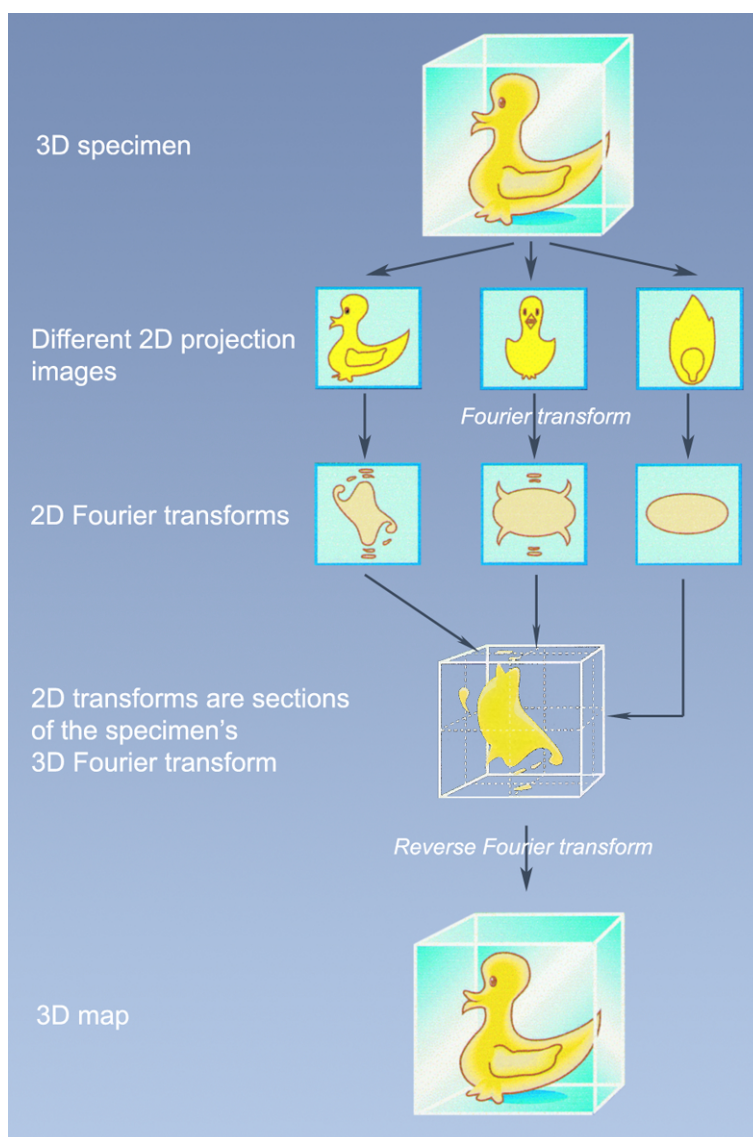 3D specimen
Different 2D projection
images
Fourier transform
2D Fourier transforms
2D transforms are sections
of the specimen’s
3D Fourier transform
Reverse Fourier transform
3D map